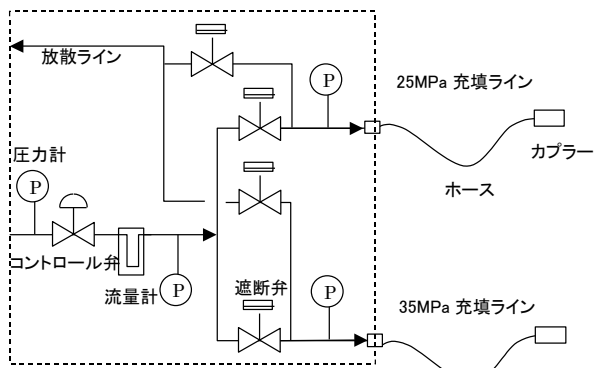 放散ライン
P
25MPa 充填ライン
カプラー
ホース
圧力計
P
コントロール弁
流量計
P
遮断弁
P
35MPa 充填ライン